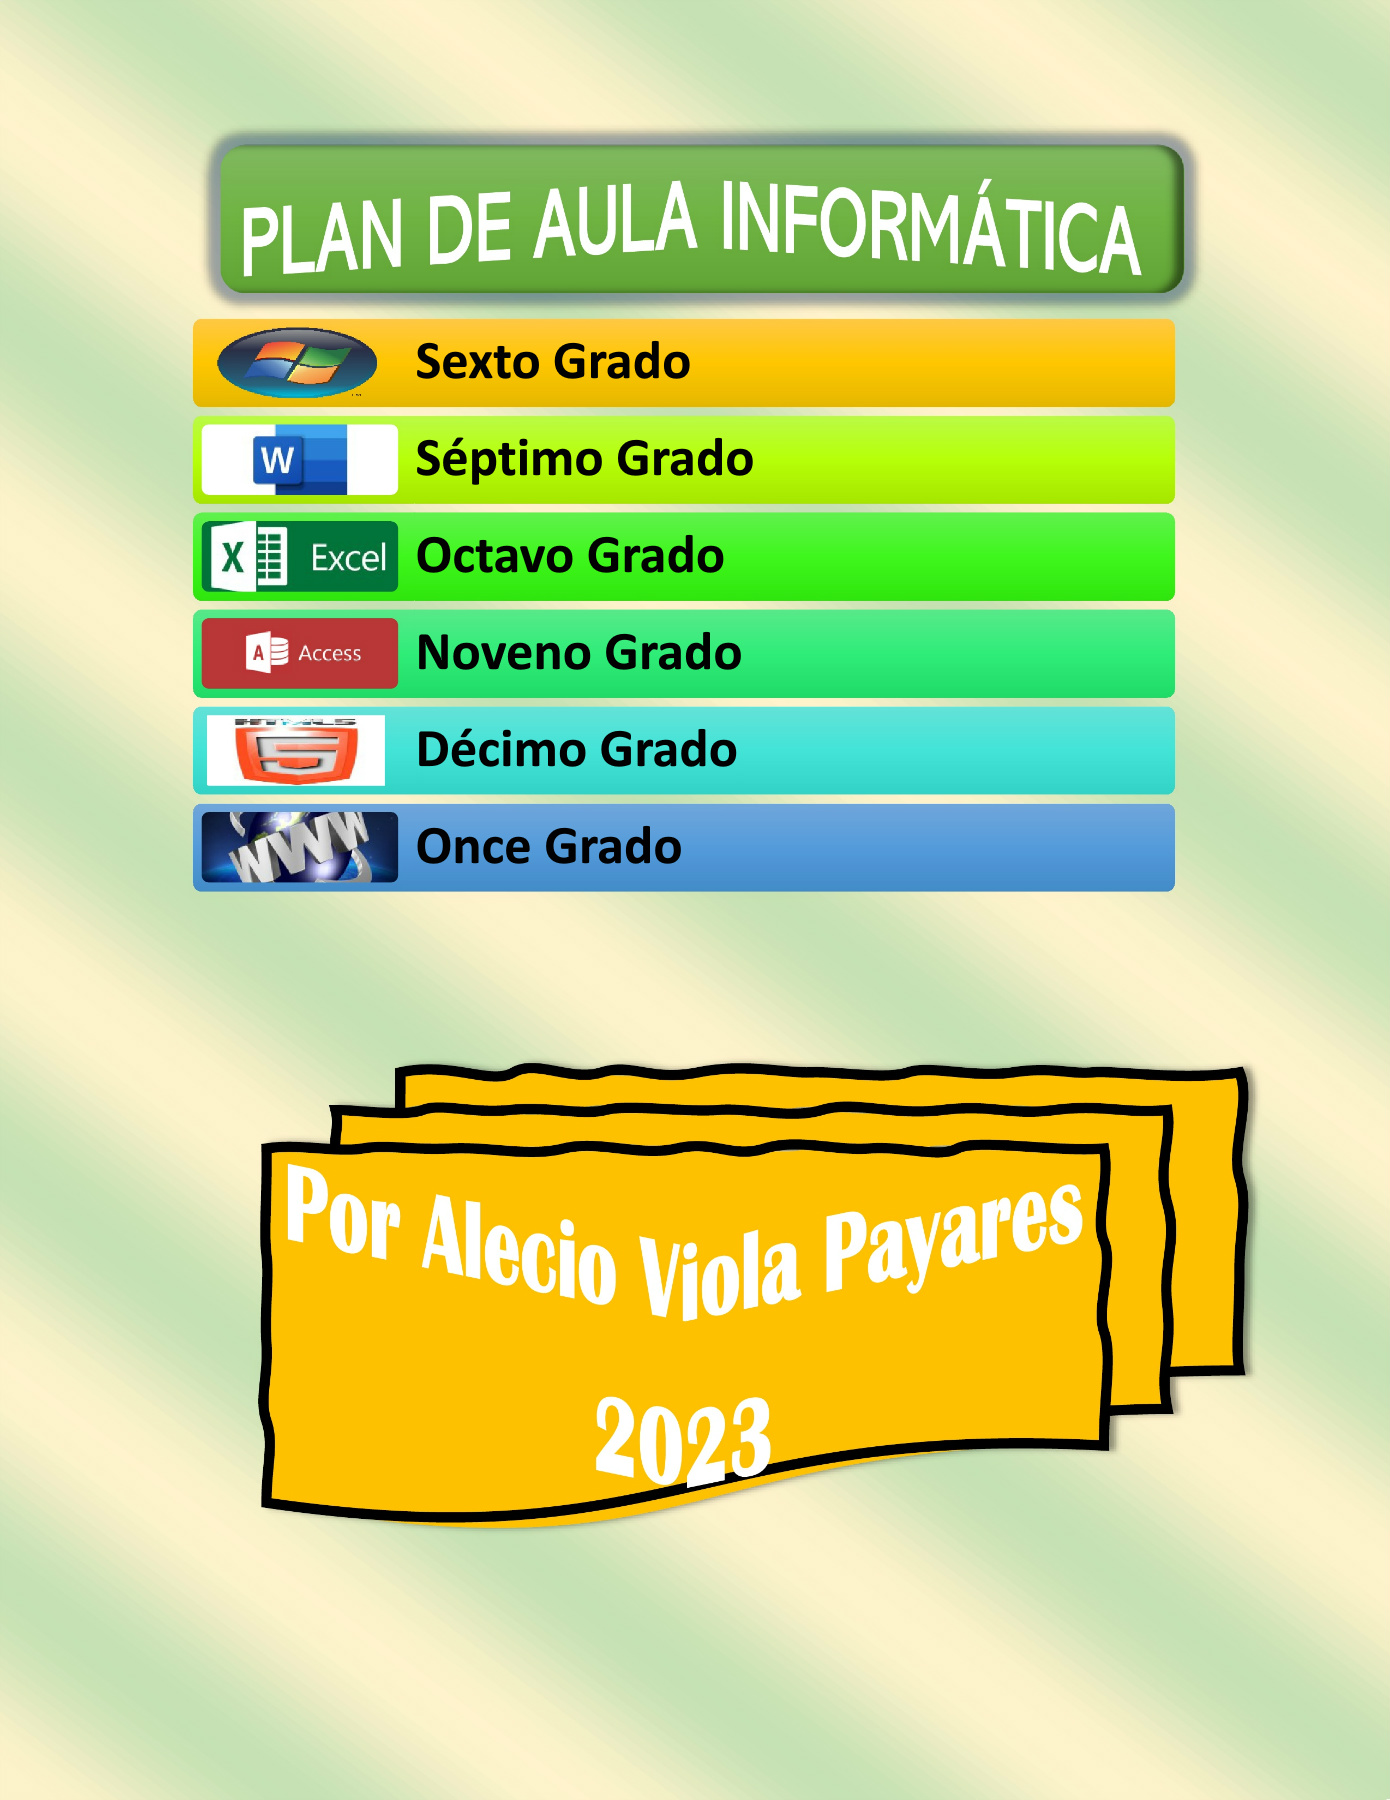 PLAN DE AULA INFORMÁTICA
Sexto Grado
W
Séptimo Grado
X Excel
Octavo Grado
A Access
Noveno Grado
Décimo Grado
WWW
Once Grado
Por Alecio Viola Payares
2023